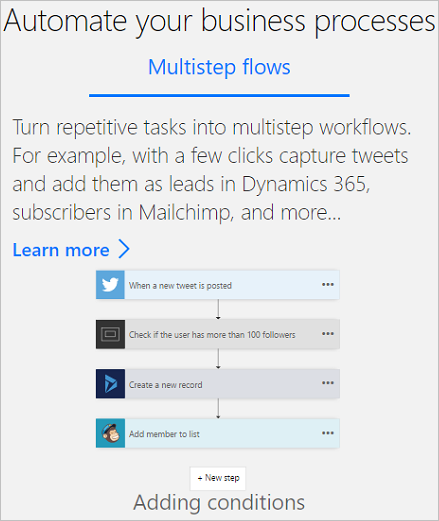 Automate your business processes
Multistep flows
Turn repetitive tasks into multistep workflows.
For example, with a few clicks capture tweets
and add them as leads in Dynamics 365,
subscribers in Mailchimp, and more...
Learn more
When a new tweet is posted
Check if the user has more than 100 followers
Create a new record
Add member to list
+ New step
Adding conditions